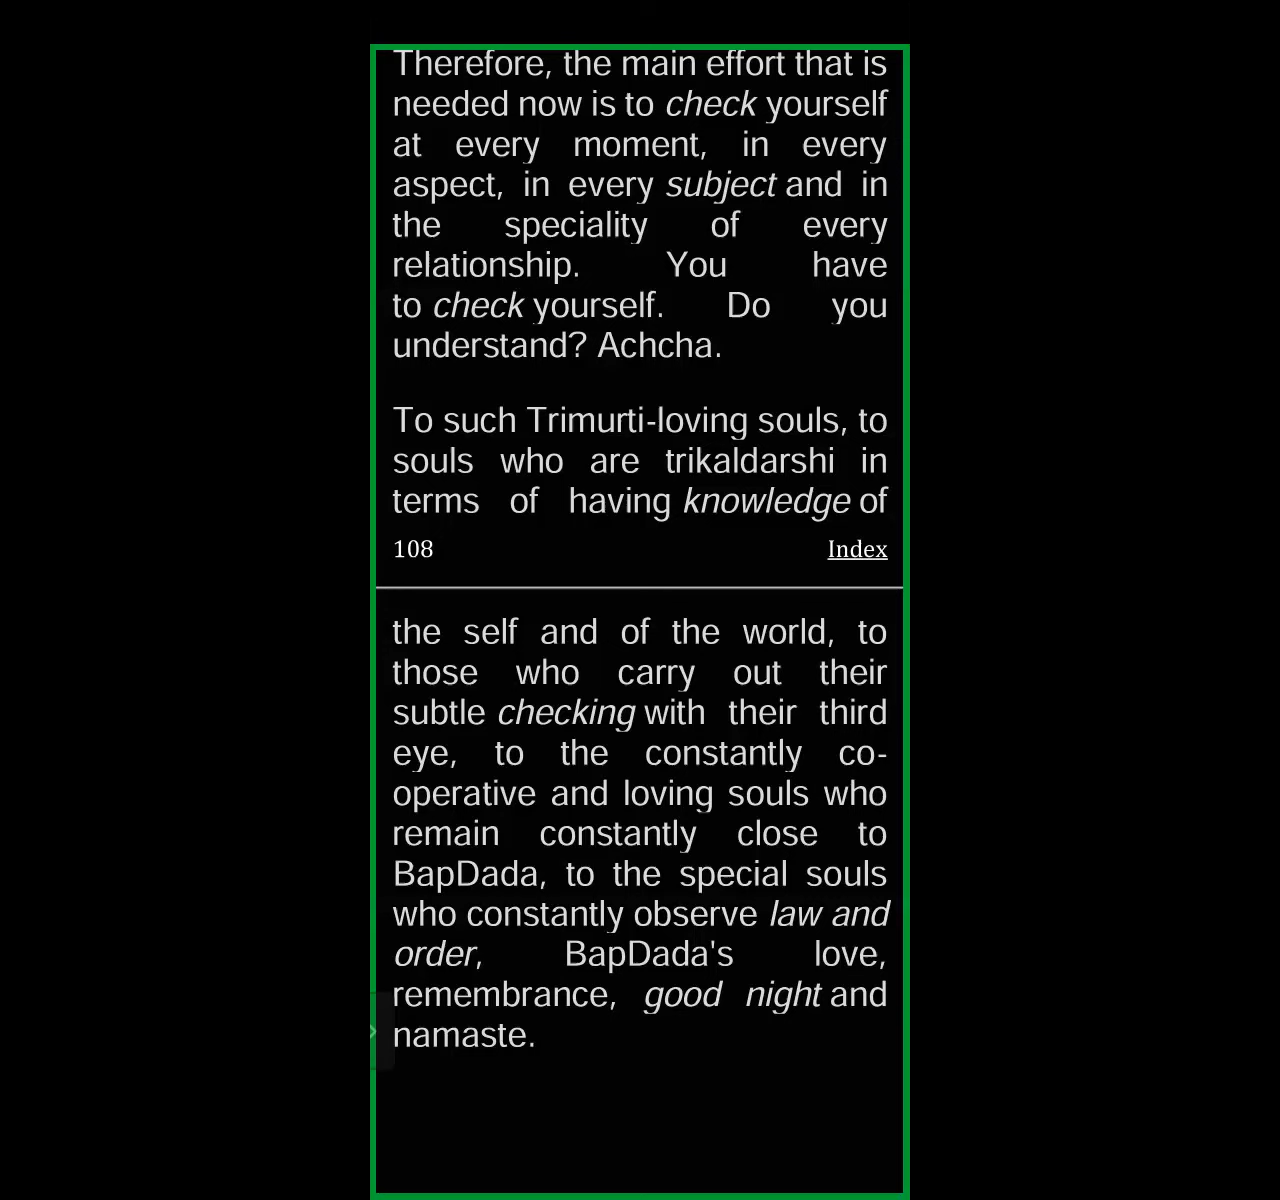 Therefore, the main effort that is
needed now is to check yourself
at every moment, in every
aspect, in every subject and in
the speciality of every
relationship. You have
to check yourself. Do you
understand? Achcha.
To such Trimurti-loving souls, to
souls who are trikaldarshi in
terms of having knowledge of
108 Index
the self and of the world, to
those who carry out their
subtle checking with their third
eye, to the constantly co-
operative and loving souls who
remain constantly close to
BapDada, to the special souls
who constantly observe law and
order, BapDada's love,
remembrance, good night and
namaste.